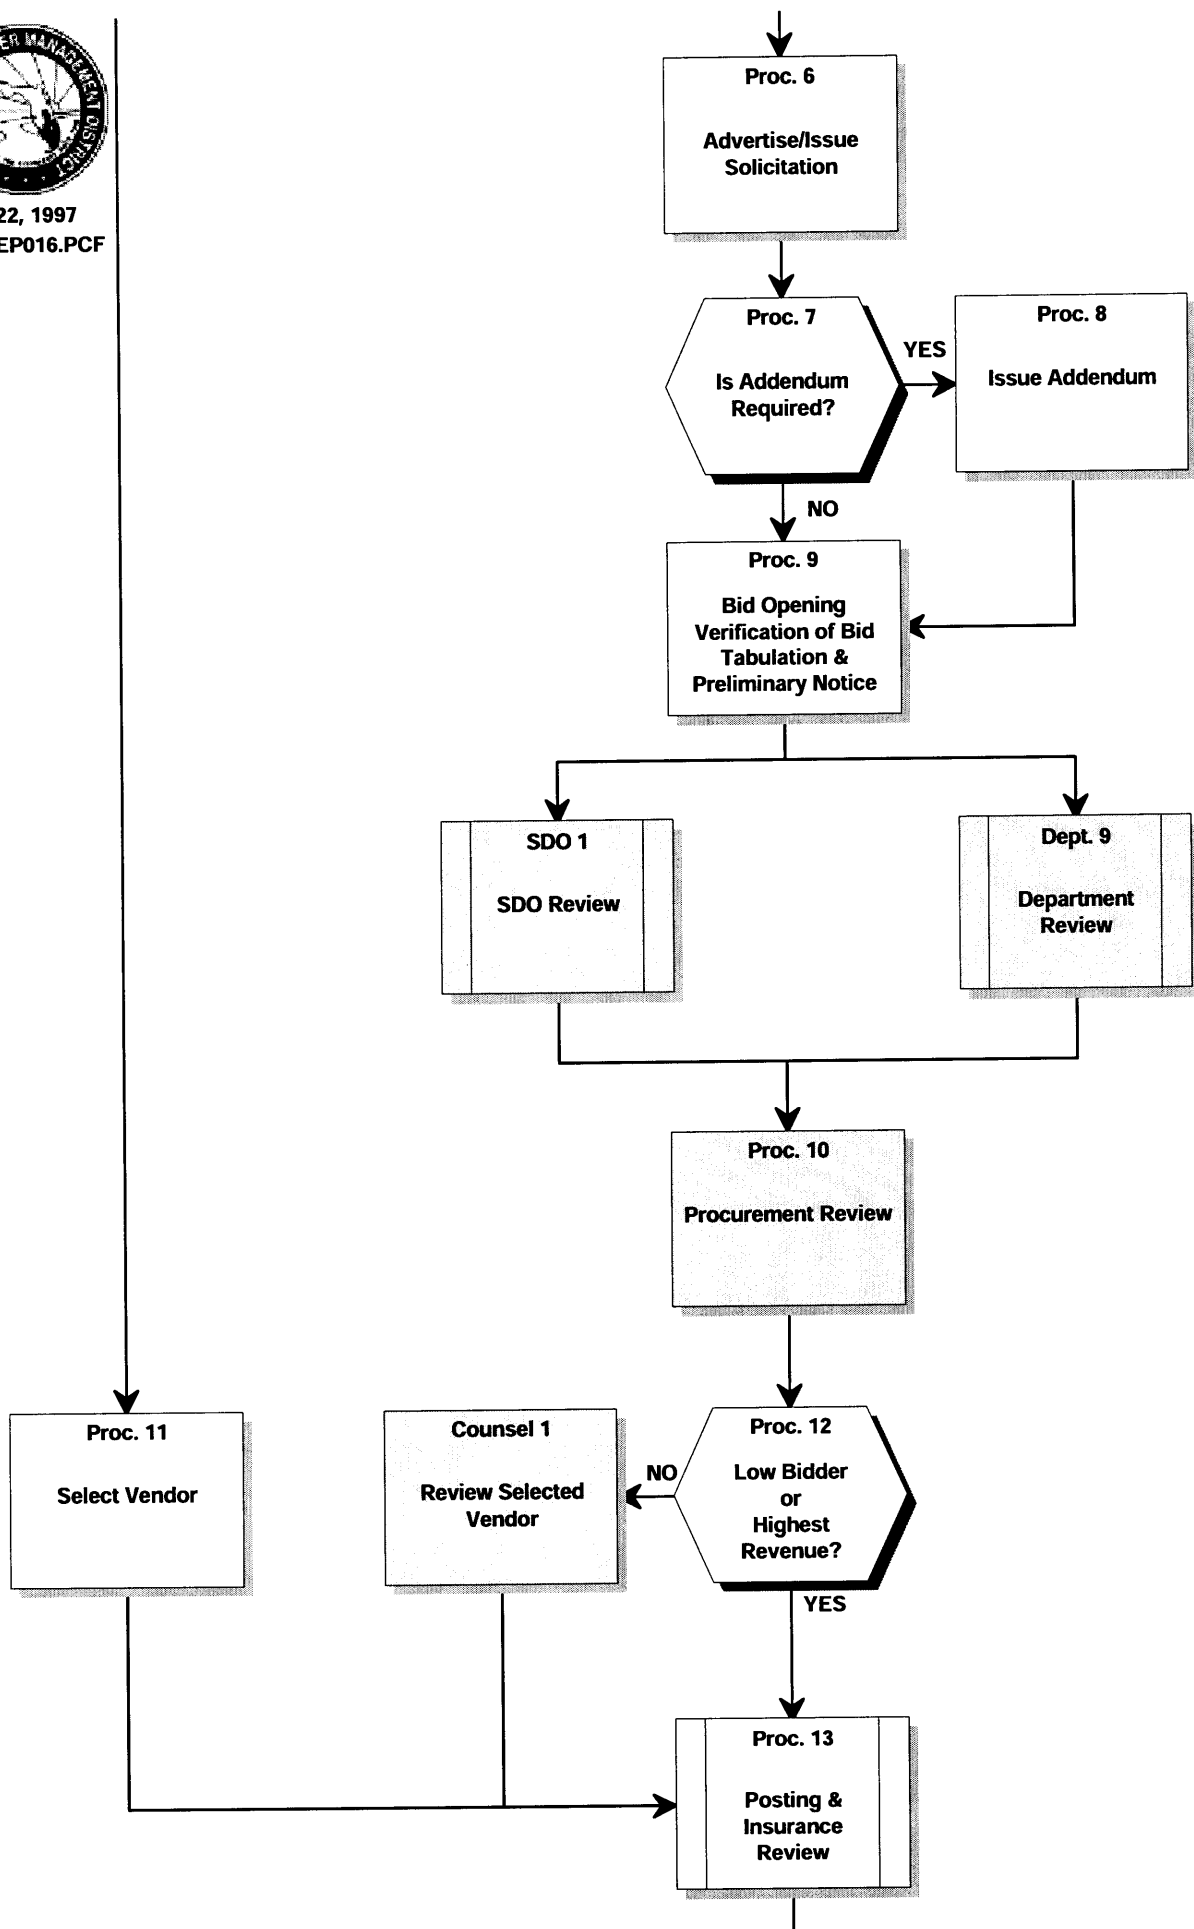 ER MANAGEMENT DISTRICT
22, 1997
EP016.PCF
Proc. 6
Advertise/Issue
Solicitation
Proc. 7
Is Addendum
Required?
YES
Proc. 8
Issue Addendum
NO
Proc. 9
Bid Opening
Verification of Bid
Tabulation &
Preliminary Notice
SDO 1
SDO Review
Dept. 9
Department
Review
Proc. 10
Procurement Review
Proc. 11
Select Vendor
Counsel 1
Review Selected
Vendor
NO
Proc. 12
Low Bidder
or
Highest
Revenue?
YES
Proc. 13
Posting &
Insurance
Review